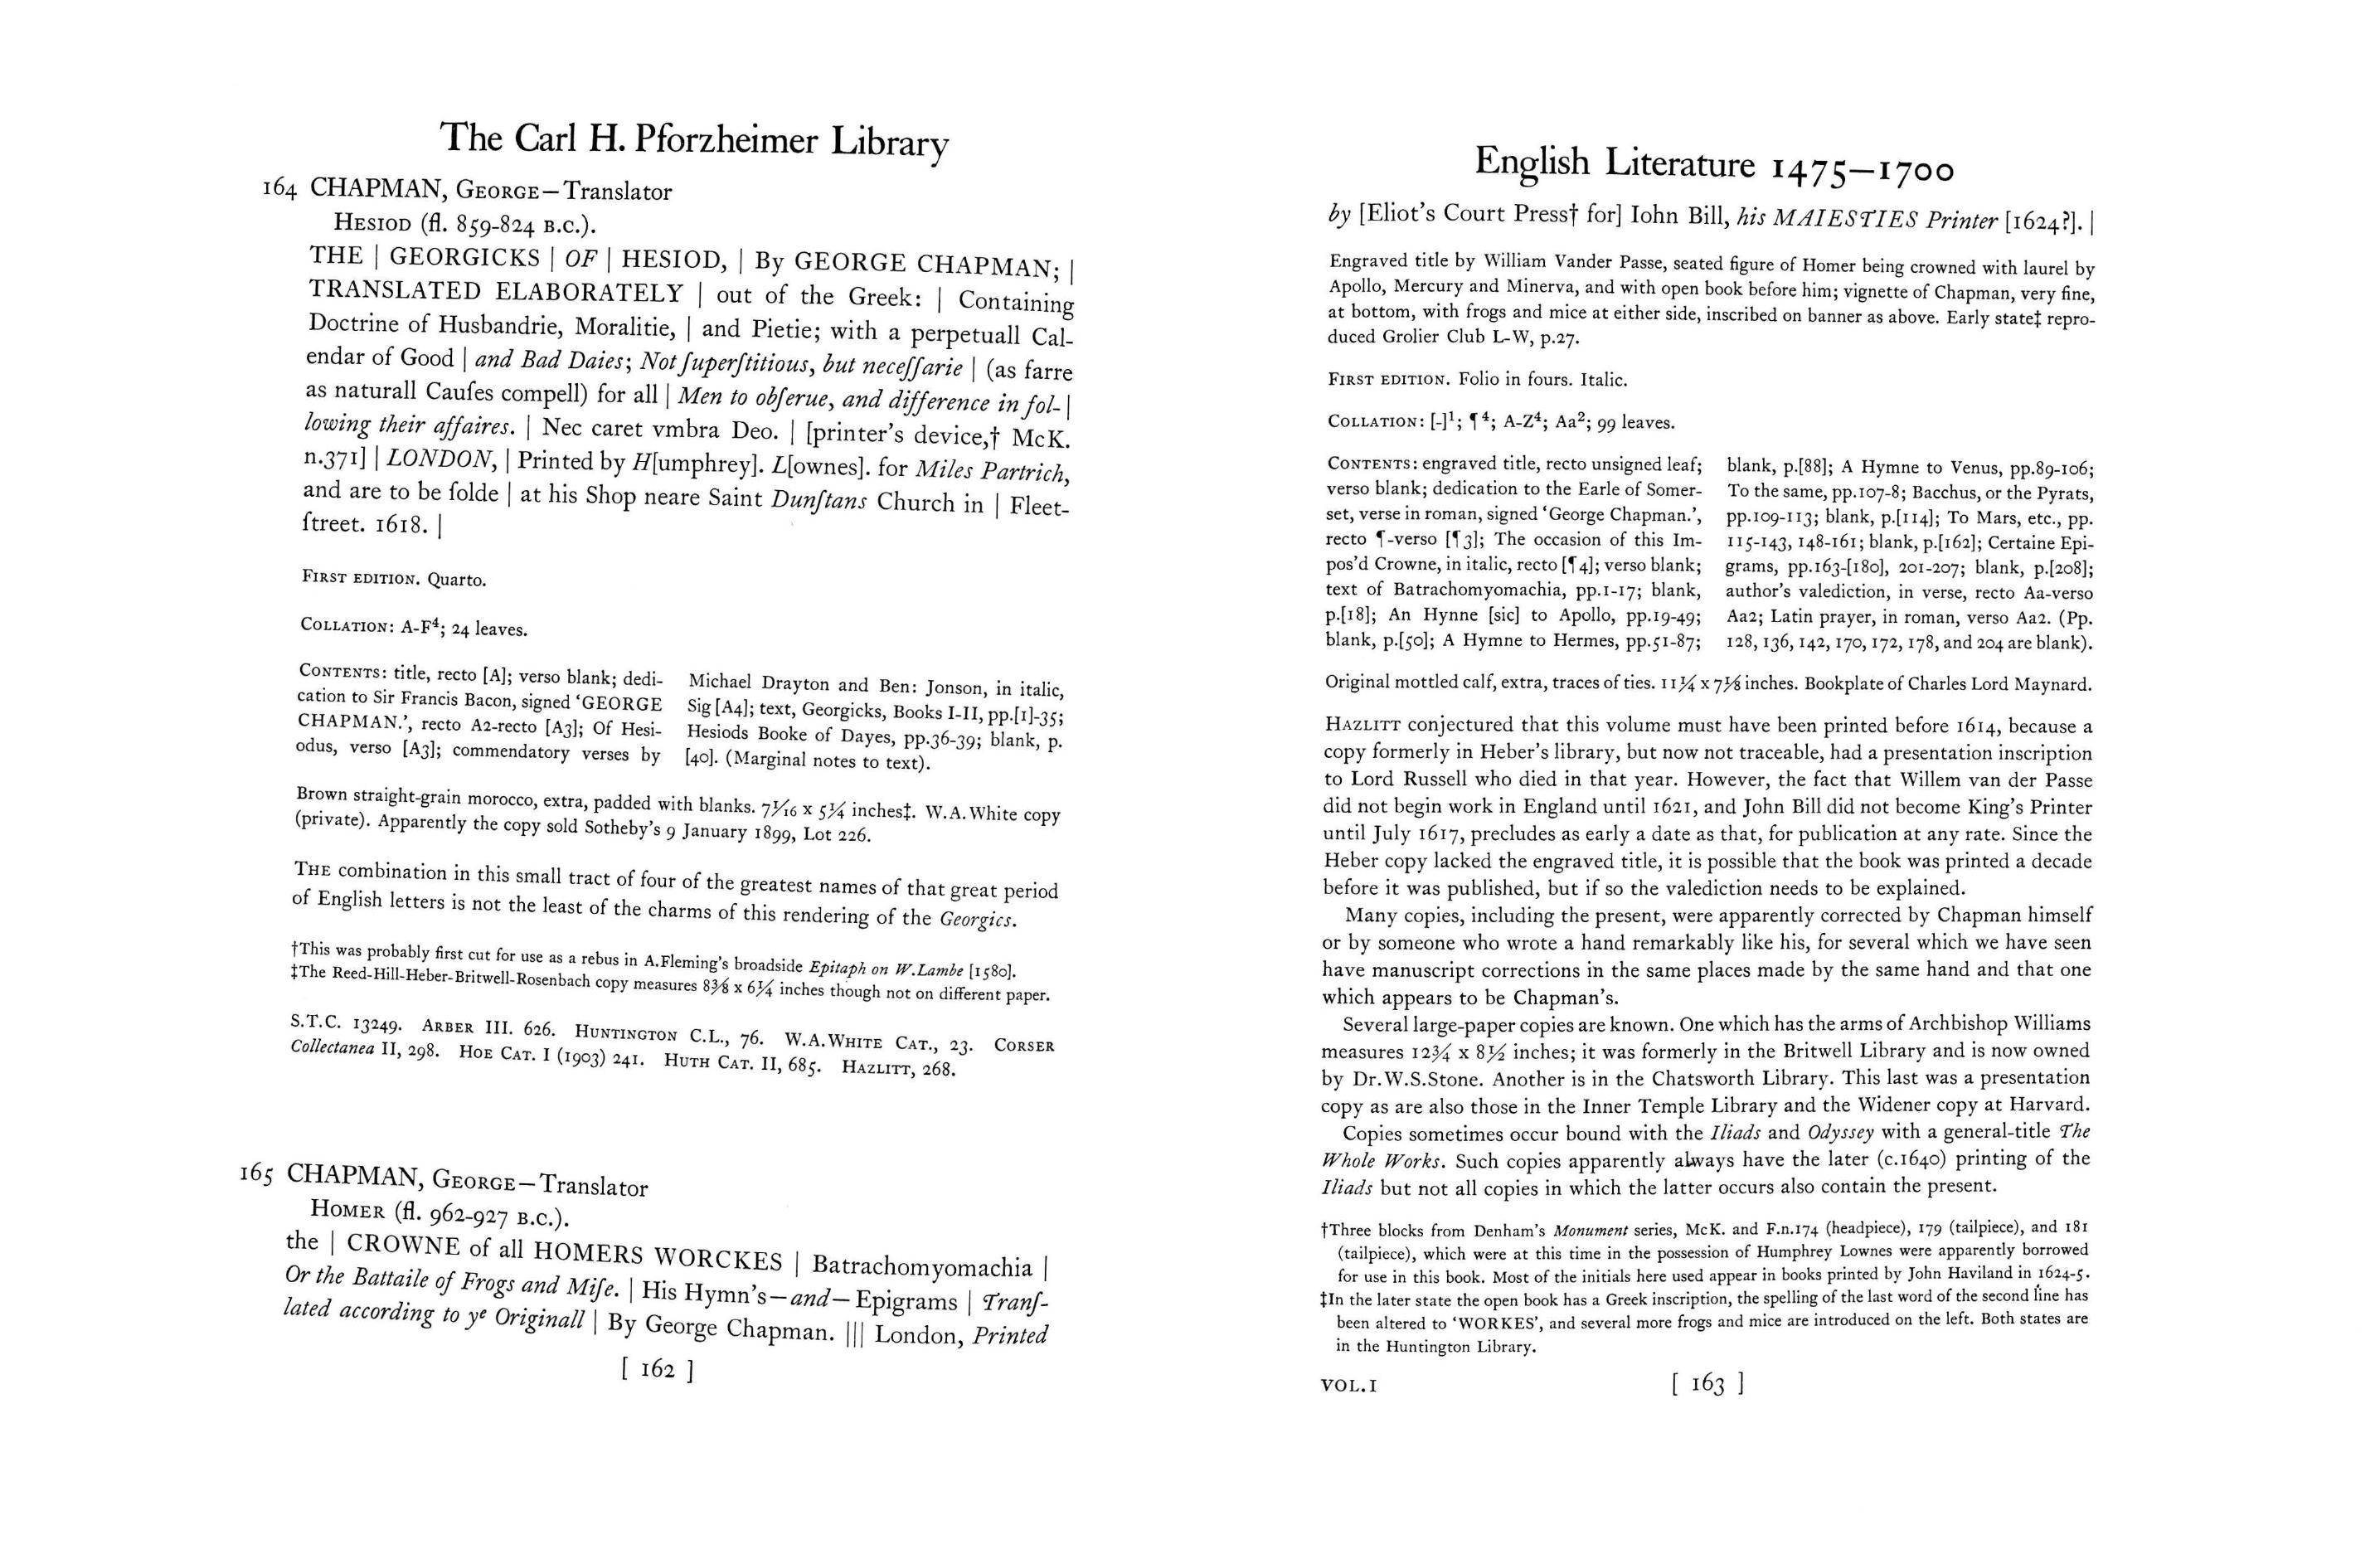 The Carl H. Pforzheimer Library
164 CHAPMAN, GEORGE—Translator
HESIOD (fl. 859-824 B.C.).
THE | GEORGICKS | OF | HESIOD, | By GEORGE CHAPMAN; |
TRANSLATED ELABORATELY | out of the Greek: | Containing
Doctrine of Husbandrie, Moralitie, | and Pietie; with a perpetuall Cal-
endar of Good | and Bad Daies; Not ſuperſtitious, but neceſſarie | (as farre
as naturall Cauſes compell) for all | Men to obſerue, and difference in fol- |
lowing their affaires. | Nec caret vmbra Deo. | [printer's device,† McK.
n.371] | LONDON, | Printed by H[umphrey]. L[ownes]. for Miles Partrich,
and are to be ſolde | at his Shop neare Saint Dunſtans Church in | Fleet-
ſtreet. 1618. |
FIRST EDITION. Quarto.
COLLATION: A-F⁴; 24 leaves.
CONTENTS: title, recto [A]; verso blank; dedi-
cation to Sir Francis Bacon, signed 'GEORGE
CHAPMAN.', recto A2-recto [A3]; Of Hesi-
odus, verso [A3]; commendatory verses by
Michael Drayton and Ben: Jonson, in italic,
Sig [A4]; text, Georgicks, Books I-II, pp.[1]-35;
Hesiods Booke of Dayes, pp.36-39; blank, p.
[40]. (Marginal notes to text).
Brown straight-grain morocco, extra, padded with blanks. 7 1/16 x 5¼ inches‡. W.A.White copy
(private). Apparently the copy sold Sotheby's 9 January 1899, Lot 226.
THE combination in this small tract of four of the greatest names of that great period
of English letters is not the least of the charms of this rendering of the Georgics.
†This was probably first cut for use as a rebus in A.Fleming's broadside Epitaph on W.Lambe [1580].
‡The Reed-Hill-Heber-Britwell-Rosenbach copy measures 8⅜ x 6¼ inches though not on different paper.
S.T.C. 13249. ARBER III. 626. HUNTINGTON C.L., 76. W.A.WHITE CAT., 23. CORSER
Collectanea II, 298. HOE CAT. I (1903) 241. HUTH CAT. II, 685. HAZLITT, 268.
165 CHAPMAN, GEORGE—Translator
HOMER (fl. 962-927 B.C.).
the | CROWNE of all HOMERS WORCKES | Batrachomyomachia |
Or the Battaile of Frogs and Miſe. | His Hymn's—and—Epigrams | Tranſ-
lated according to yᵉ Originall | By George Chapman. ||| London, Printed
[ 162 ]
English Literature 1475—1700
by [Eliot's Court Press† for] Iohn Bill, his MAIESTIES Printer [1624?]. |
Engraved title by William Vander Passe, seated figure of Homer being crowned with laurel by
Apollo, Mercury and Minerva, and with open book before him; vignette of Chapman, very fine,
at bottom, with frogs and mice at either side, inscribed on banner as above. Early state‡ repro-
duced Grolier Club L-W, p.27.
FIRST EDITION. Folio in fours. Italic.
COLLATION: [-]¹; ¶⁴; A-Z⁴; Aa²; 99 leaves.
CONTENTS: engraved title, recto unsigned leaf;
verso blank; dedication to the Earle of Somer-
set, verse in roman, signed 'George Chapman.',
recto ¶-verso [¶3]; The occasion of this Im-
pos'd Crowne, in italic, recto [¶4]; verso blank;
text of Batrachomyomachia, pp.1-17; blank,
p.[18]; An Hynne [sic] to Apollo, pp.19-49;
blank, p.[50]; A Hymne to Hermes, pp.51-87;
blank, p.[88]; A Hymne to Venus, pp.89-106;
To the same, pp.107-8; Bacchus, or the Pyrats,
pp.109-113; blank, p.[114]; To Mars, etc., pp.
115-143, 148-161; blank, p.[162]; Certaine Epi-
grams, pp.163-[180], 201-207; blank, p.[208];
author's valediction, in verse, recto Aa-verso
Aa2; Latin prayer, in roman, verso Aa2. (Pp.
128, 136, 142, 170, 172, 178, and 204 are blank).
Original mottled calf, extra, traces of ties. 11¼ x 7⅛ inches. Bookplate of Charles Lord Maynard.
HAZLITT conjectured that this volume must have been printed before 1614, because a
copy formerly in Heber's library, but now not traceable, had a presentation inscription
to Lord Russell who died in that year. However, the fact that Willem van der Passe
did not begin work in England until 1621, and John Bill did not become King's Printer
until July 1617, precludes as early a date as that, for publication at any rate. Since the
Heber copy lacked the engraved title, it is possible that the book was printed a decade
before it was published, but if so the valediction needs to be explained.
Many copies, including the present, were apparently corrected by Chapman himself
or by someone who wrote a hand remarkably like his, for several which we have seen
have manuscript corrections in the same places made by the same hand and that one
which appears to be Chapman's.
Several large-paper copies are known. One which has the arms of Archbishop Williams
measures 12¾ x 8½ inches; it was formerly in the Britwell Library and is now owned
by Dr.W.S.Stone. Another is in the Chatsworth Library. This last was a presentation
copy as are also those in the Inner Temple Library and the Widener copy at Harvard.
Copies sometimes occur bound with the Iliads and Odyssey with a general-title The
Whole Works. Such copies apparently always have the later (c.1640) printing of the
Iliads but not all copies in which the latter occurs also contain the present.
†Three blocks from Denham's Monument series, McK. and F.n.174 (headpiece), 179 (tailpiece), and 181
(tailpiece), which were at this time in the possession of Humphrey Lownes were apparently borrowed
for use in this book. Most of the initials here used appear in books printed by John Haviland in 1624-5.
‡In the later state the open book has a Greek inscription, the spelling of the last word of the second line has
been altered to 'WORKES', and several more frogs and mice are introduced on the left. Both states are
in the Huntington Library.
VOL.I [ 163 ]